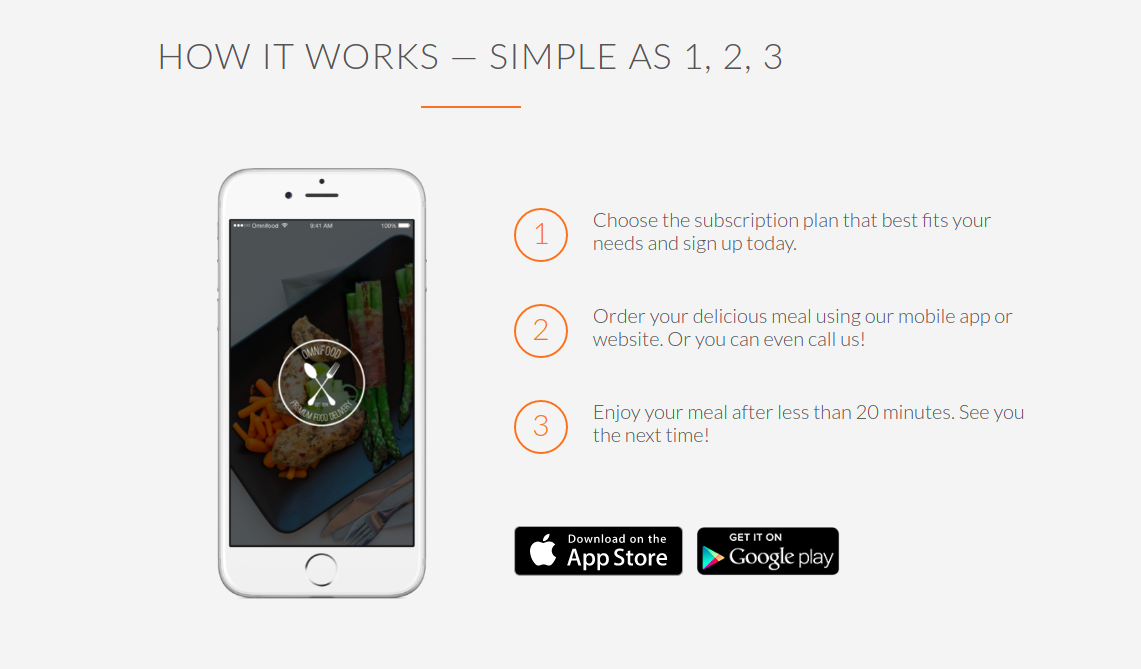 HOW IT WORKS — SIMPLE AS 1, 2, 3
Omnifood
9:41 AM
100%
OMNIFOOD
PREMIUM FOOD DELIVERY
1
Choose the subscription plan that best fits your
needs and sign up today.
2
Order your delicious meal using our mobile app or
website. Or you can even call us!
3
Enjoy your meal after less than 20 minutes. See you
the next time!
Download on the
App Store
GET IT ON
Google play